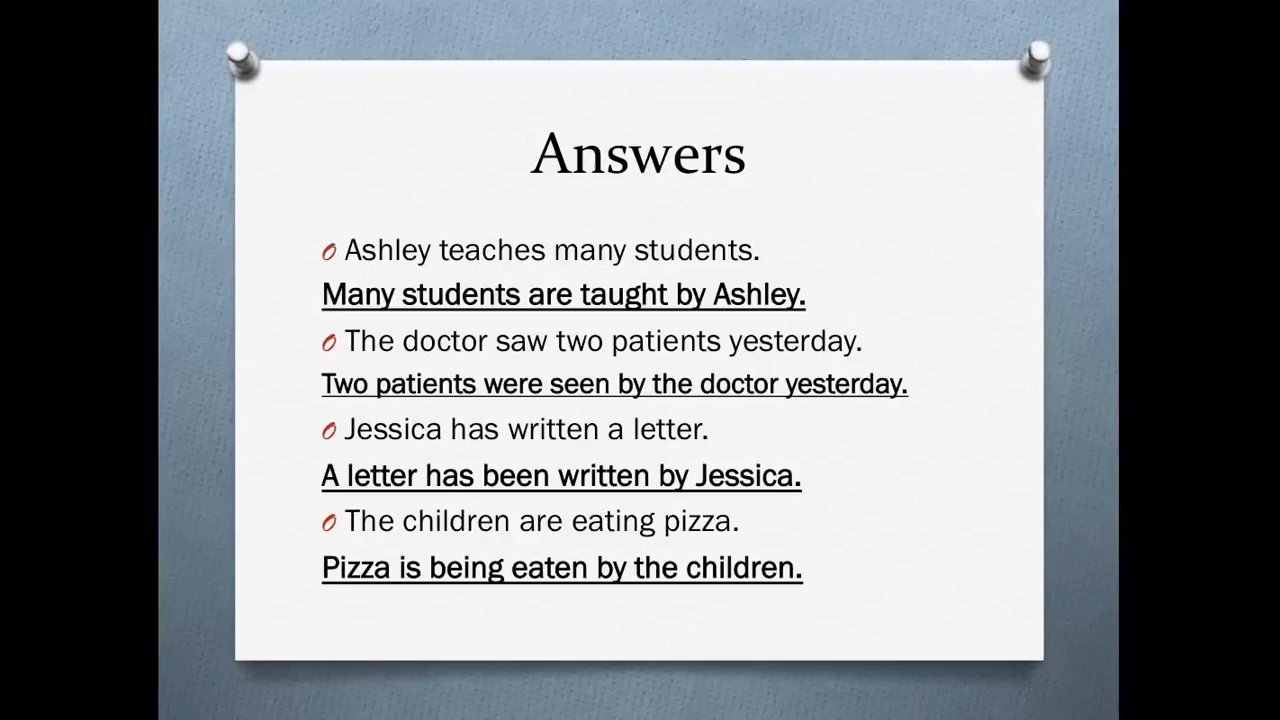 Answers
Ashley teaches many students.
Many students are taught by Ashley.
The doctor saw two patients yesterday.
Two patients were seen by the doctor yesterday.
Jessica has written a letter.
A letter has been written by Jessica.
The children are eating pizza.
Pizza is being eaten by the children.